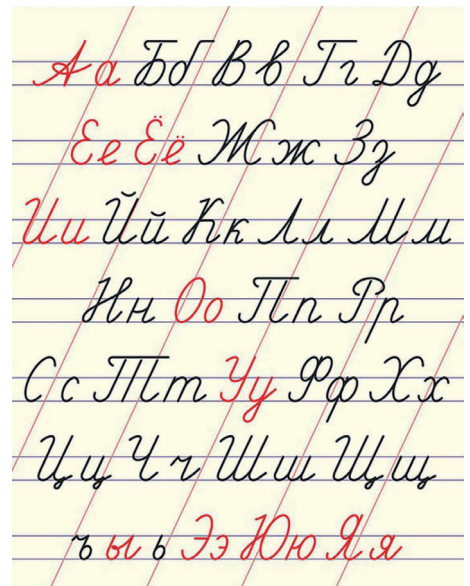 Аа Бб Вв Гг Дд
Ее Ёё Жж Зз
Ии Йй Кк Лл Мм
Нн Оо Пп Рр
Сс Тт Уу Фф Хх
Цц Чч Шш Щщ
ъ ы ь Ээ Юю Яя